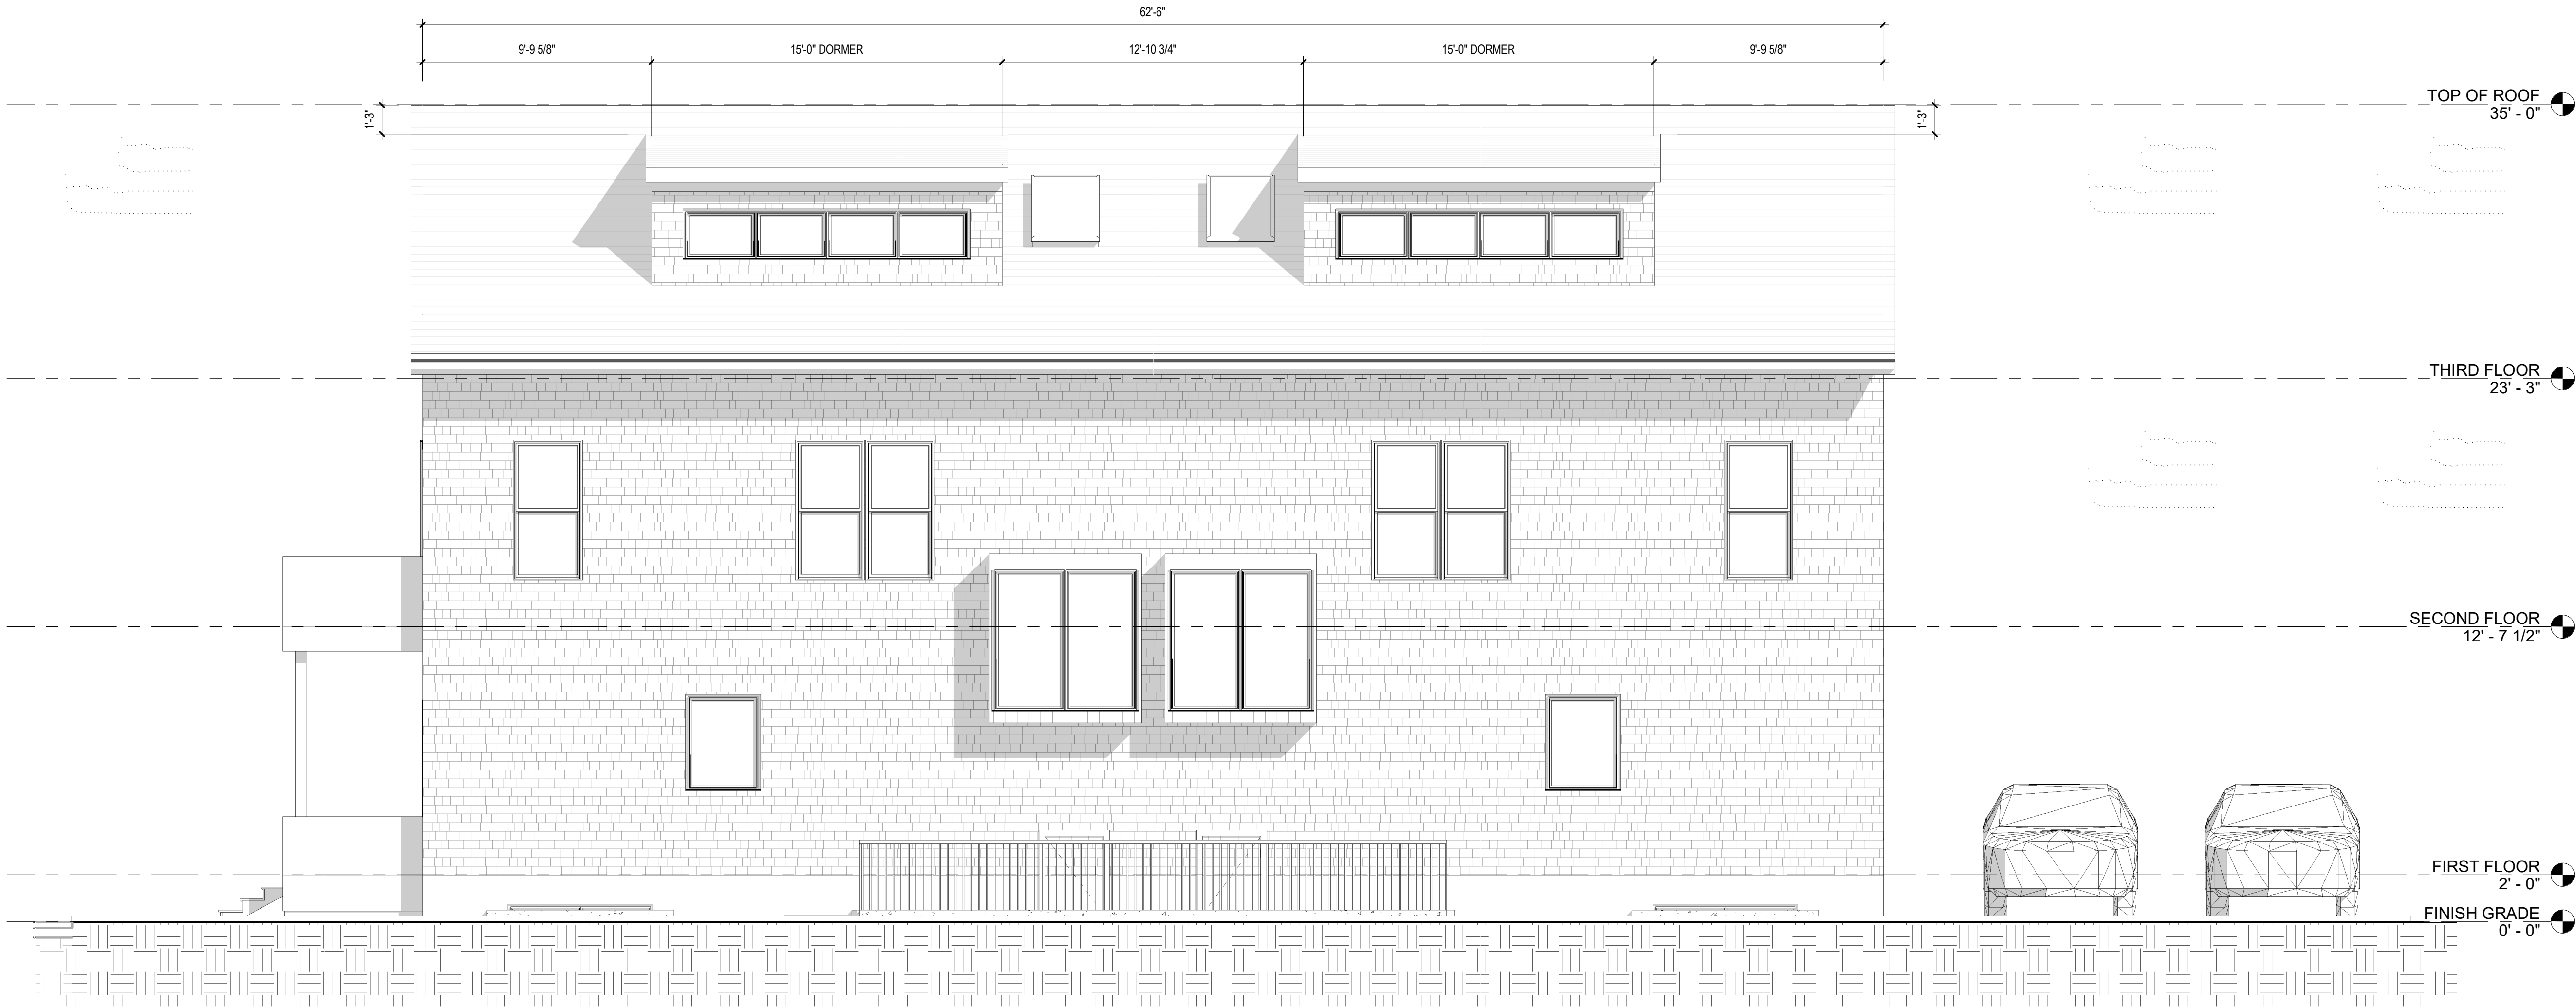 62'-6"
9'-9 5/8"
15'-0" DORMER
12'-10 3/4"
15'-0" DORMER
9'-9 5/8"
1'-3"
1'-3"
TOP OF ROOF
35' - 0"
THIRD FLOOR
23' - 3"
SECOND FLOOR
12' - 7 1/2"
FIRST FLOOR
2' - 0"
FINISH GRADE
0' - 0"